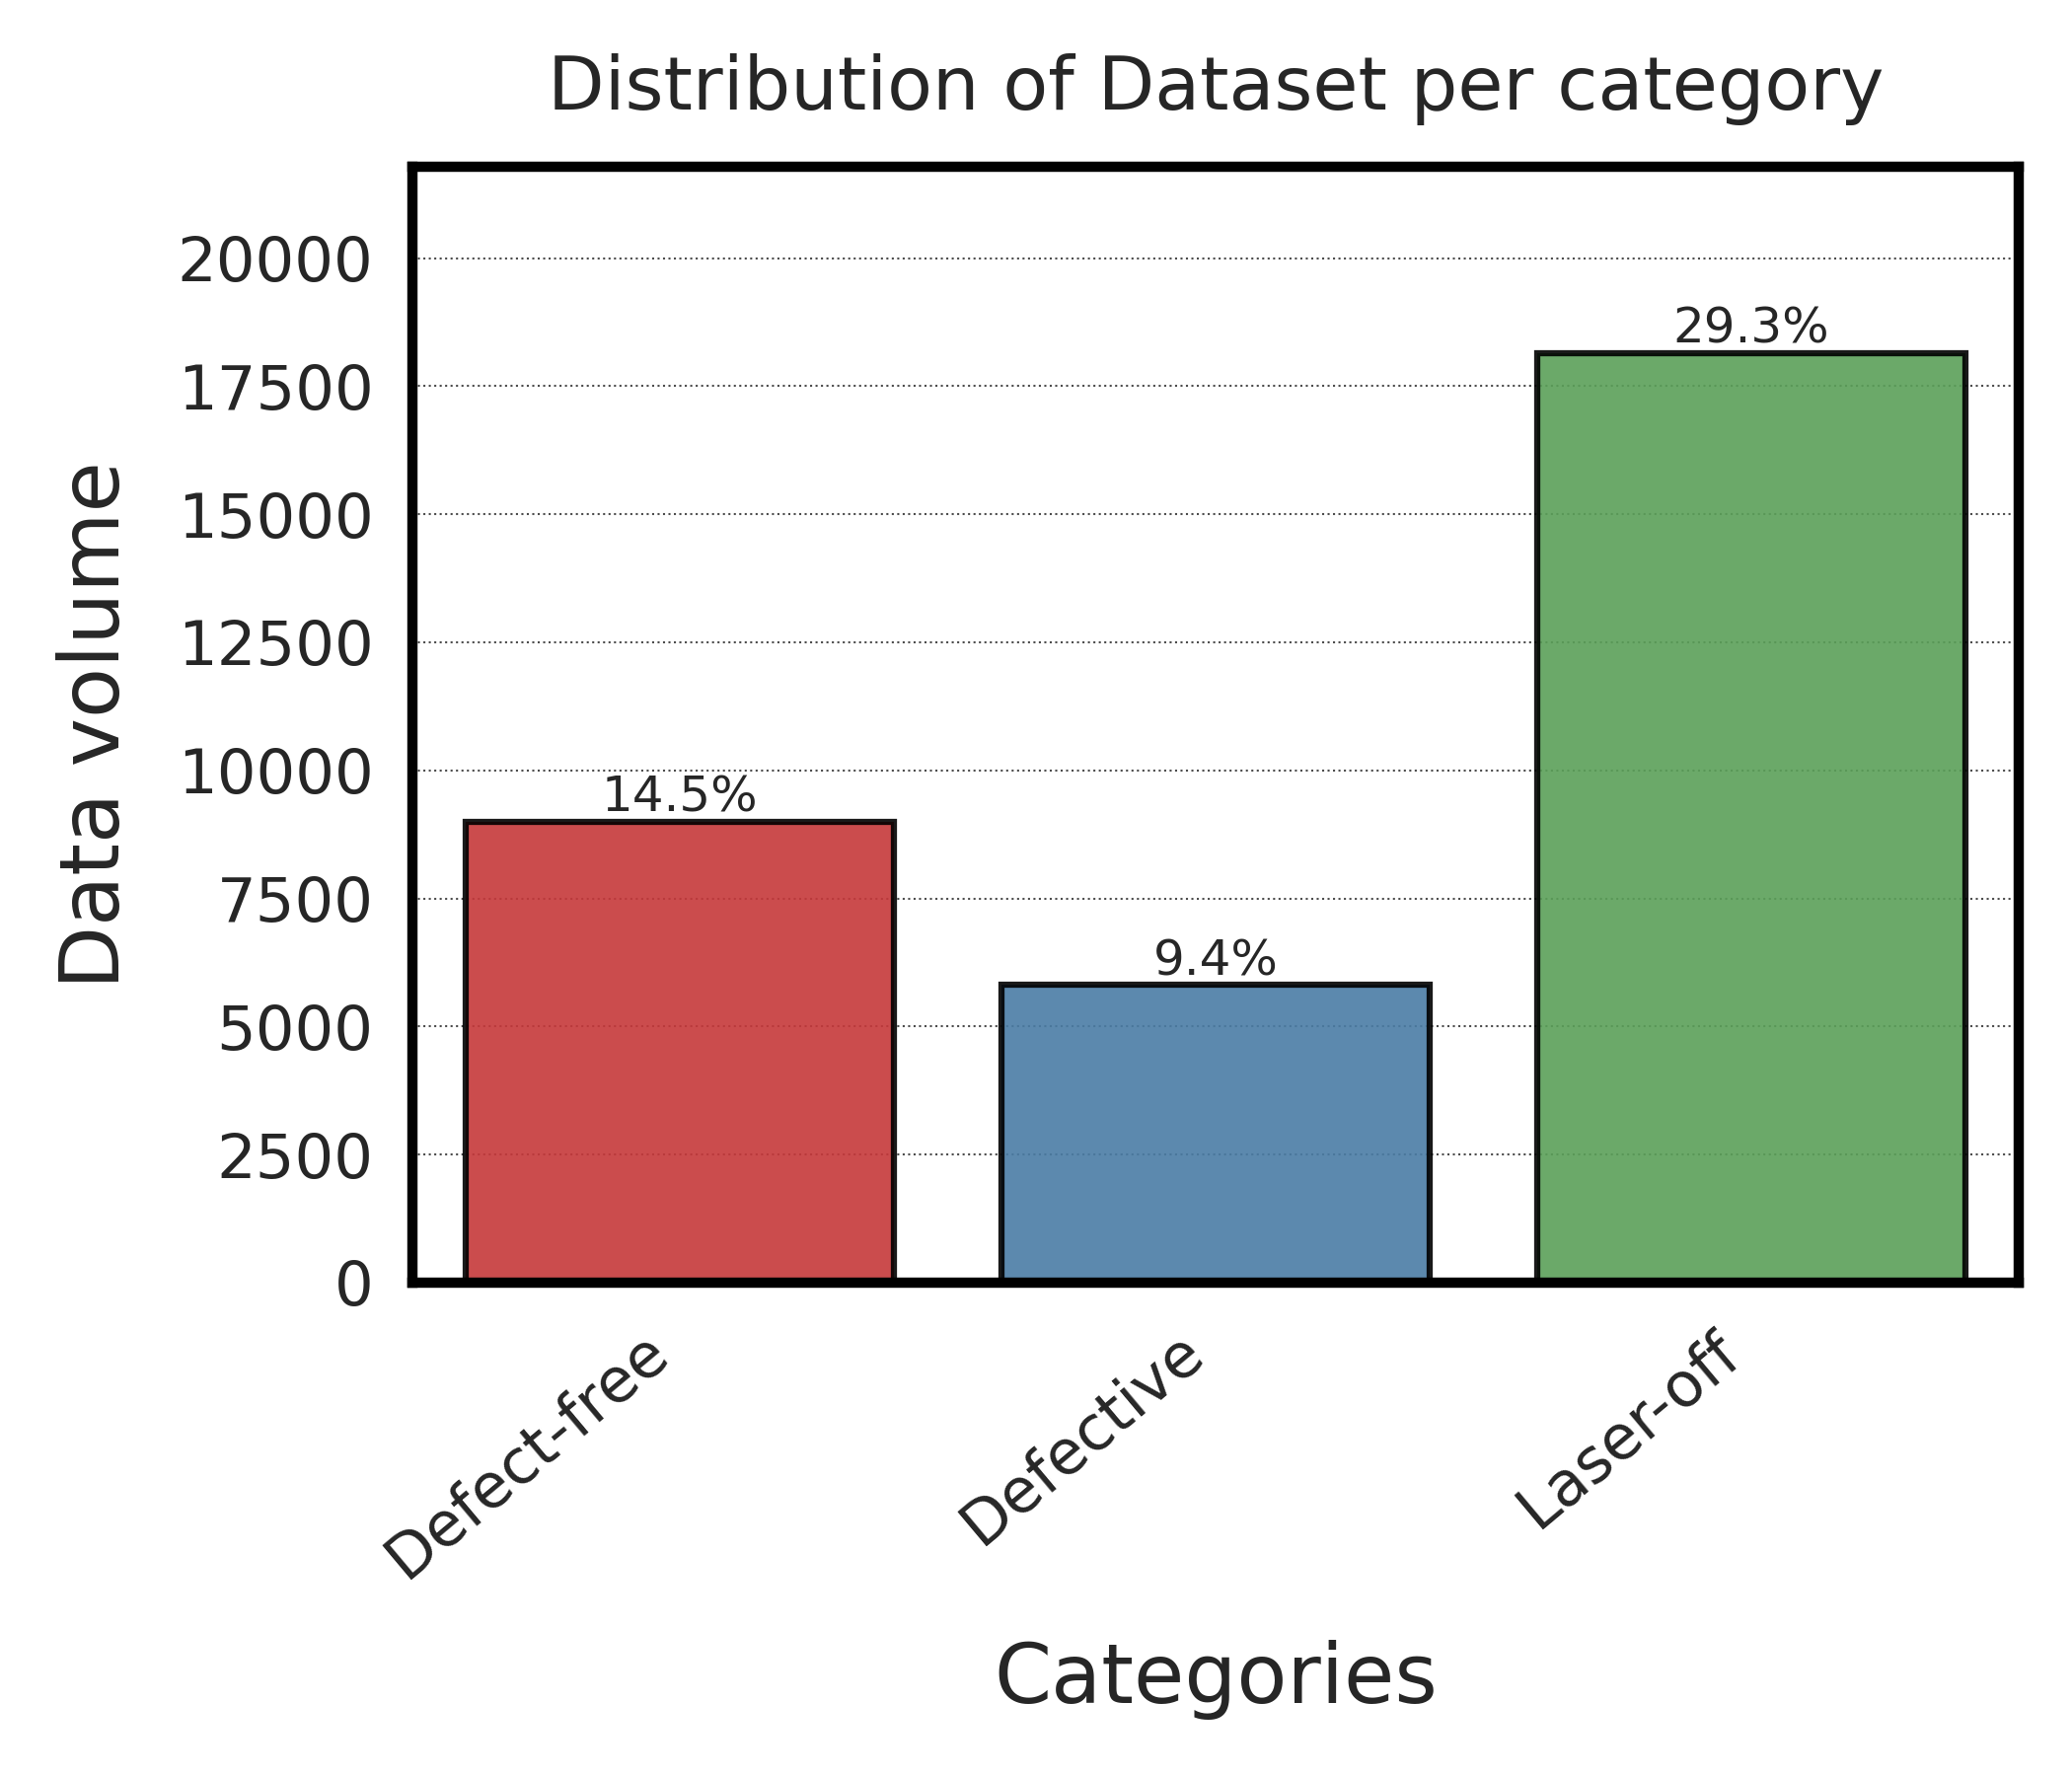 Distribution of Dataset per category
Data volume
20000
17500
15000
12500
10000
7500
5000
2500
0
14.5%
9.4%
29.3%
Defect-free
Defective
Laser-off
Categories